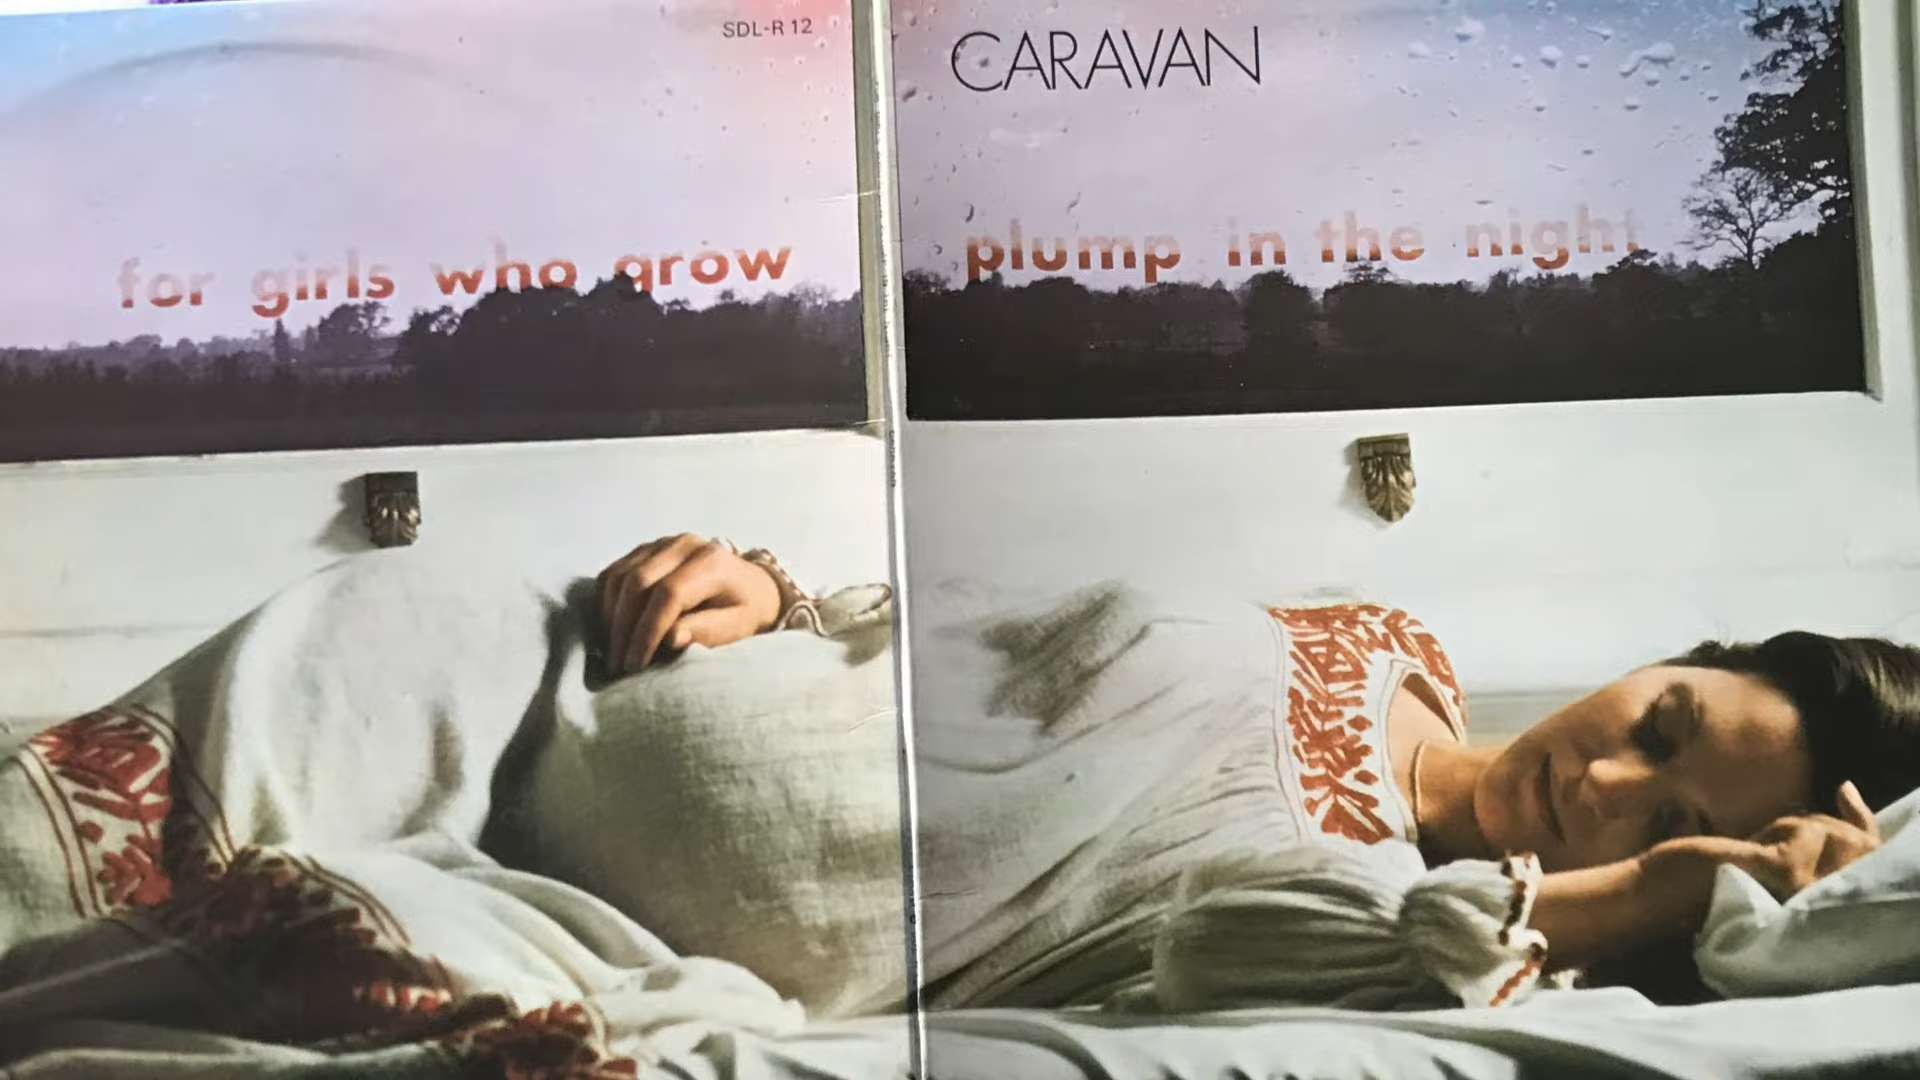 SDL-R 12
CARAVAN
for girls who grow
plump in the night